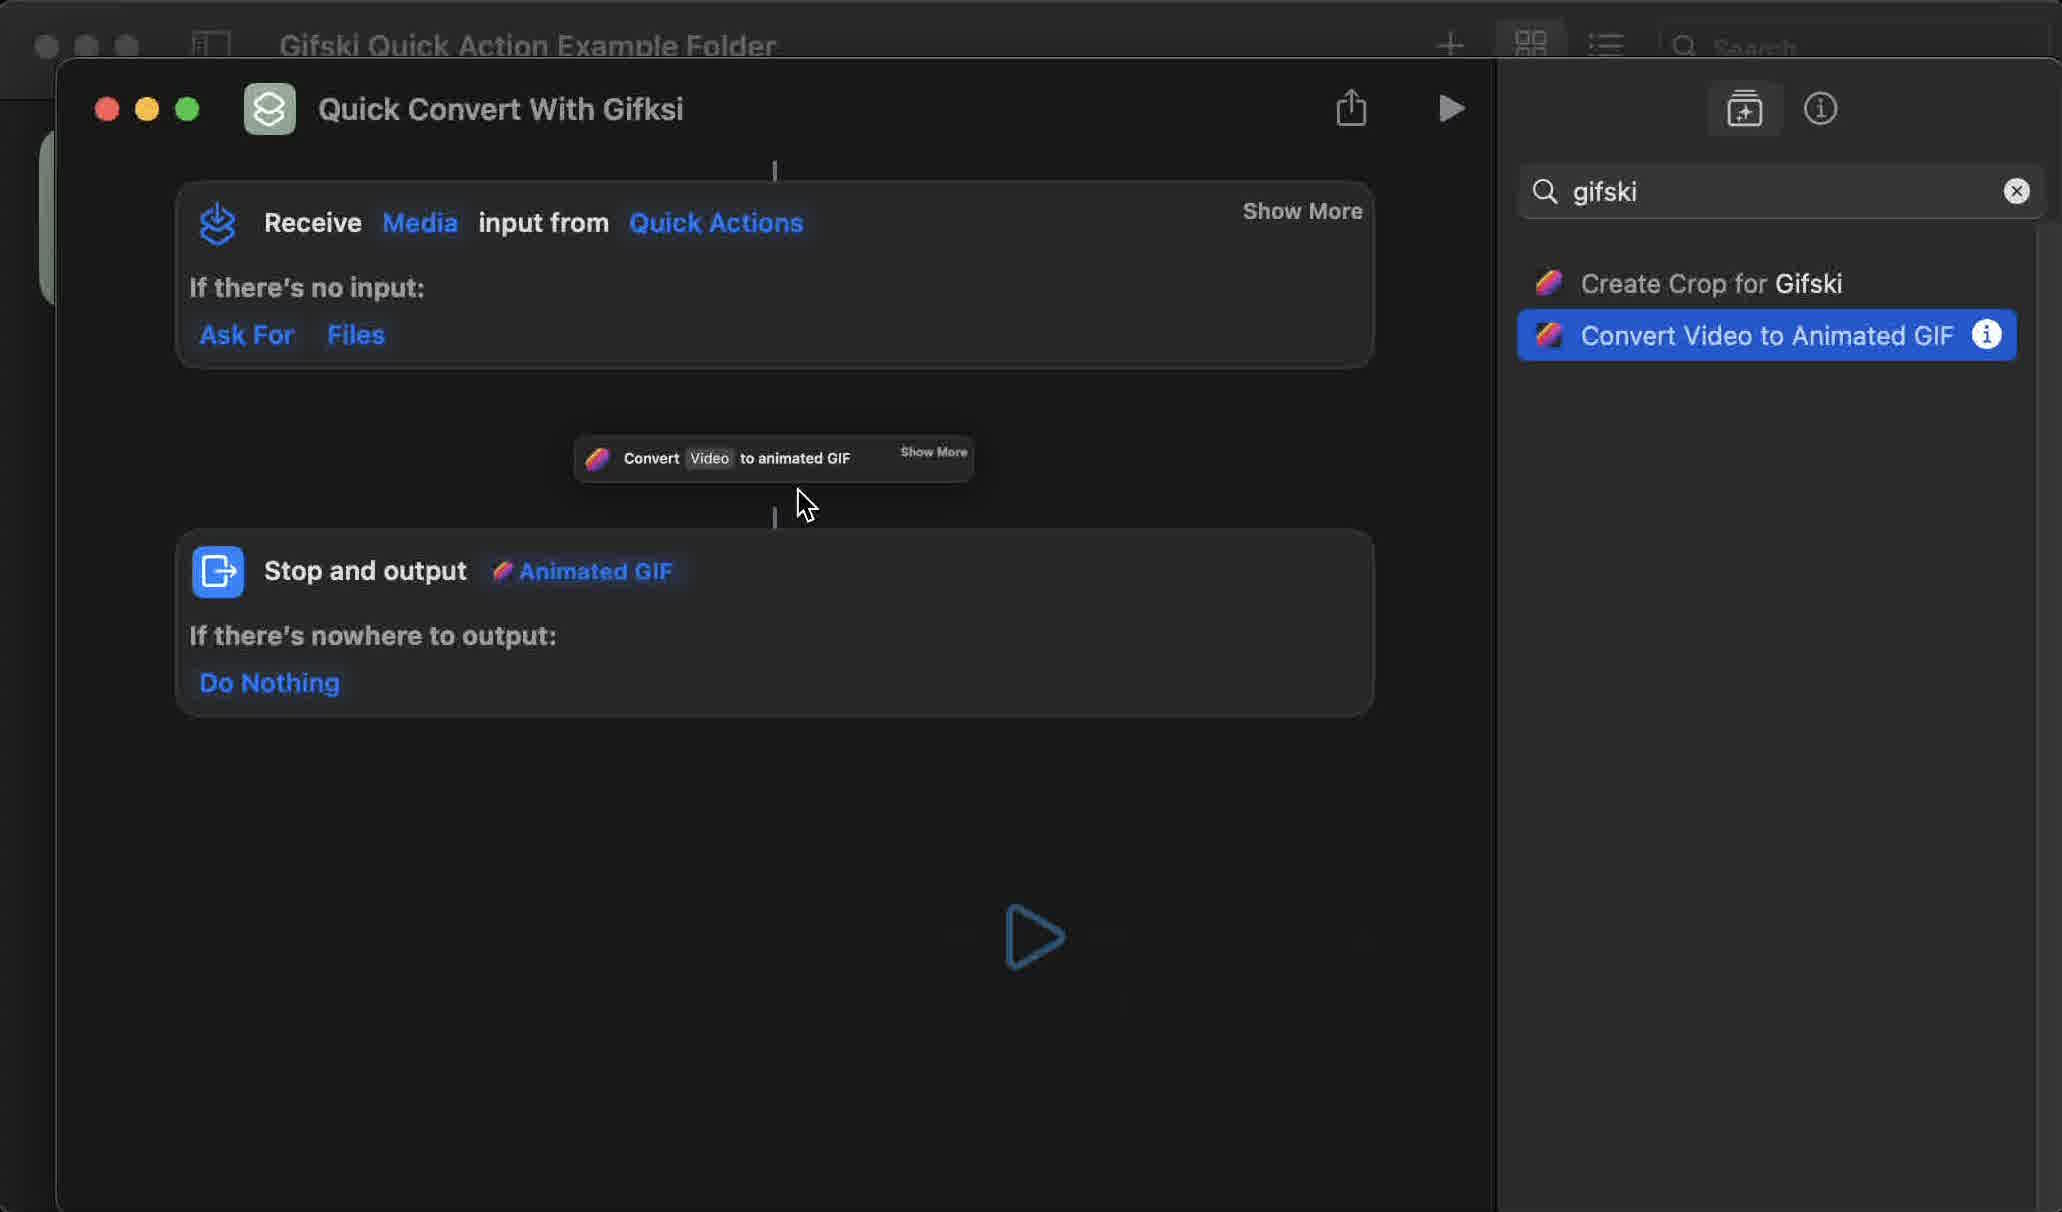 Gifski Quick Action Example Folder
Search
Quick Convert With Gifksi
Receive Media input from Quick Actions
Show More
If there's no input:
Ask For Files
Convert Video to animated GIF
Show More
Stop and output Animated GIF
If there's nowhere to output:
Do Nothing
gifski
Create Crop for Gifski
Convert Video to Animated GIF